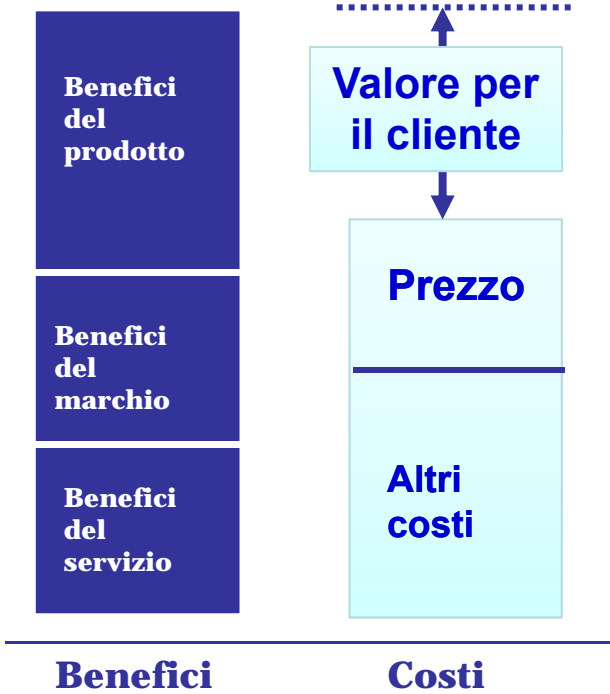 Benefici
del
prodotto
Benefici
del
marchio
Benefici
del
servizio
Valore per
il cliente
Prezzo
Altri
costi
Benefici
Costi